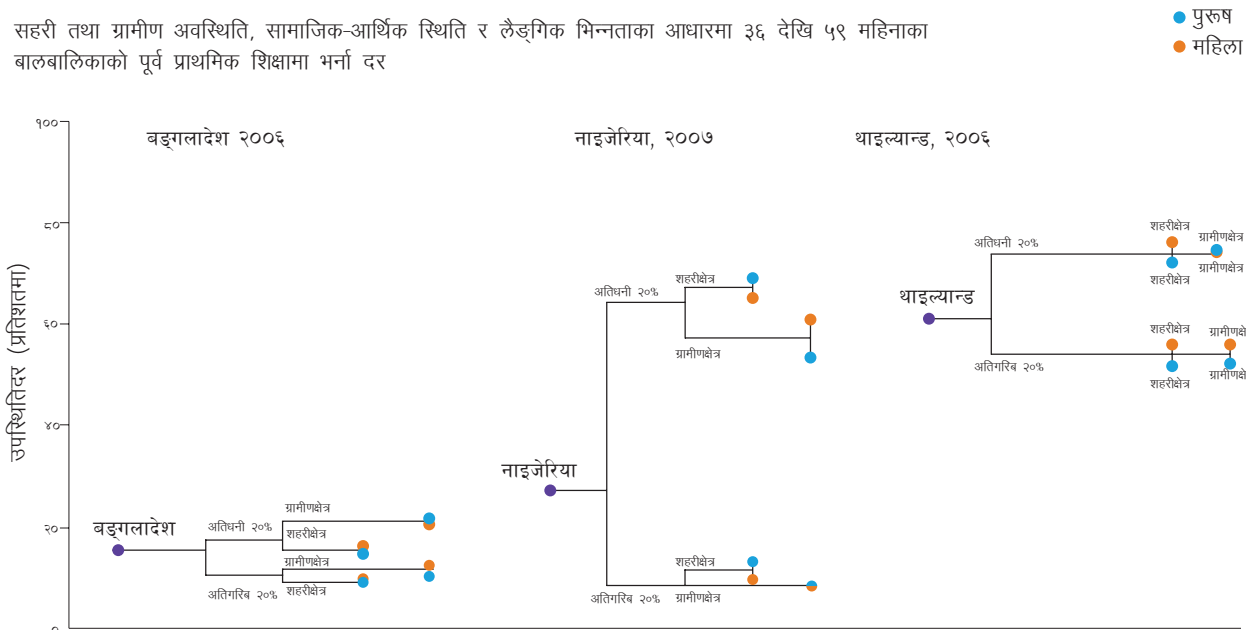 सहरी तथा ग्रामीण अवस्थिति, सामाजिक-आर्थिक स्थिति र लैङ्गिक भिन्नताका आधारमा ३६ देखि ५९ महिनाका
बालबालिकाको पूर्व प्राथमिक शिक्षामा भर्ना दर
पुरूष
महिला
उपस्थितिदर (प्रतिशतमा)
१००
८०
६०
४०
२०
बङ्गलादेश २००६
बङ्गलादेश
अतिधनी २०%
ग्रामीणक्षेत्र
शहरीक्षेत्र
ग्रामीणक्षेत्र
शहरीक्षेत्र
अतिगरिब २०%
नाइजेरिया, २००७
नाइजेरिया
अतिधनी २०%
शहरीक्षेत्र
ग्रामीणक्षेत्र
शहरीक्षेत्र
अतिगरिब २०%
ग्रामीणक्षेत्र
थाइल्यान्ड, २००६
थाइल्यान्ड
अतिधनी २०%
शहरीक्षेत्र
ग्रामीणक्षेत्र
शहरीक्षेत्र
ग्रामीणक्षेत्र
शहरीक्षेत्र
अतिगरिब २०%
शहरीक्षेत्र